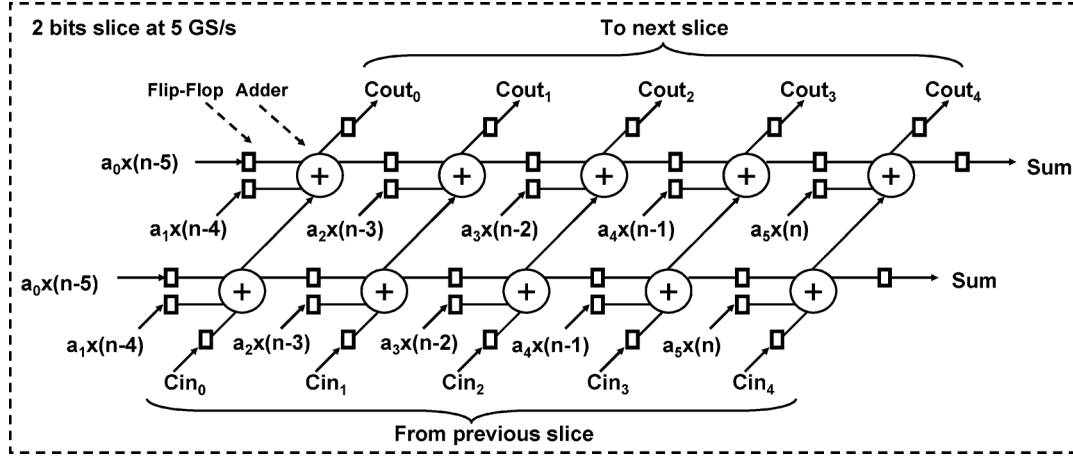 2 bits slice at 5 GS/s
To next slice
Flip-Flop Adder
Cout₀ Cout₁ Cout₂ Cout₃ Cout₄
a₀x(n-5) + + + + + Sum
a₁x(n-4) a₂x(n-3) a₃x(n-2) a₄x(n-1) a₅x(n)
a₀x(n-5) + + + + + Sum
a₁x(n-4) a₂x(n-3) a₃x(n-2) a₄x(n-1) a₅x(n)
Cin₀ Cin₁ Cin₂ Cin₃ Cin₄
From previous slice